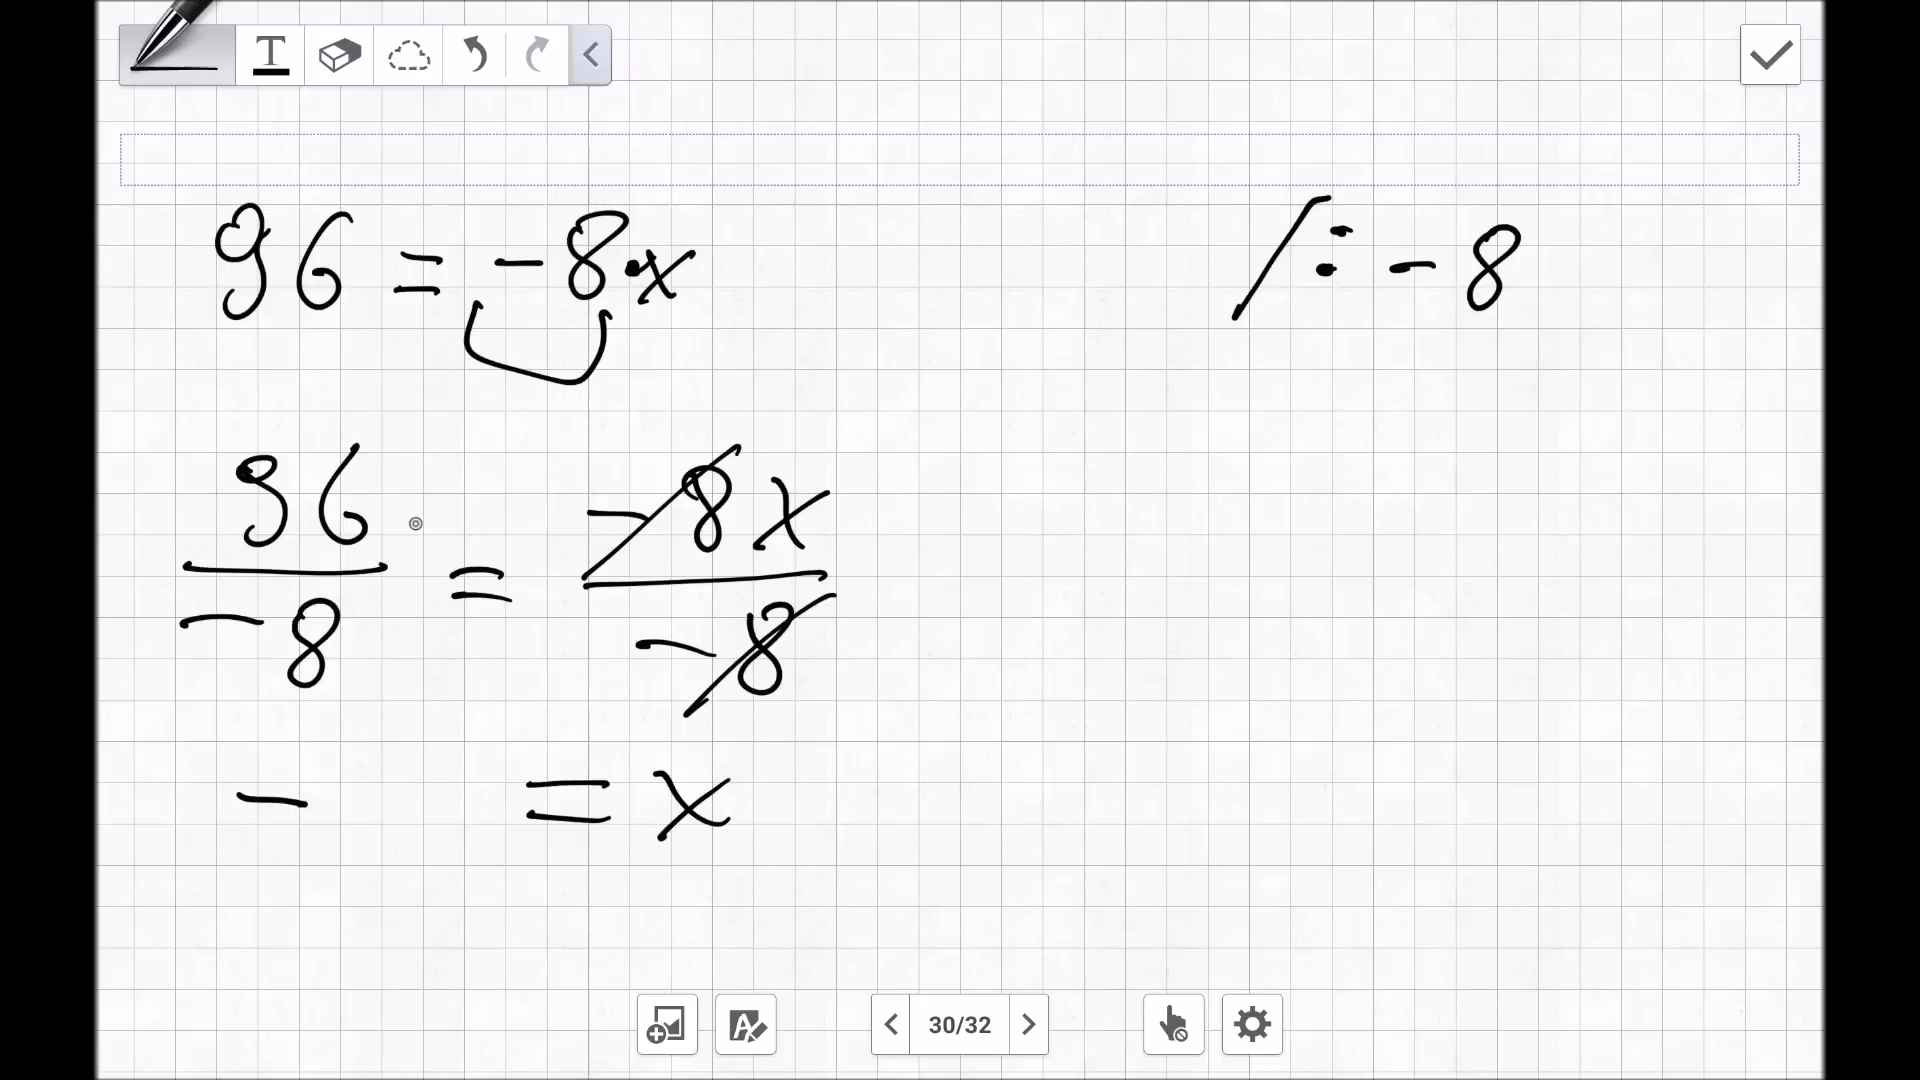 T
96 = -8·x /: -8
96 / -8 = -8x / -8
- = x
A
30/32